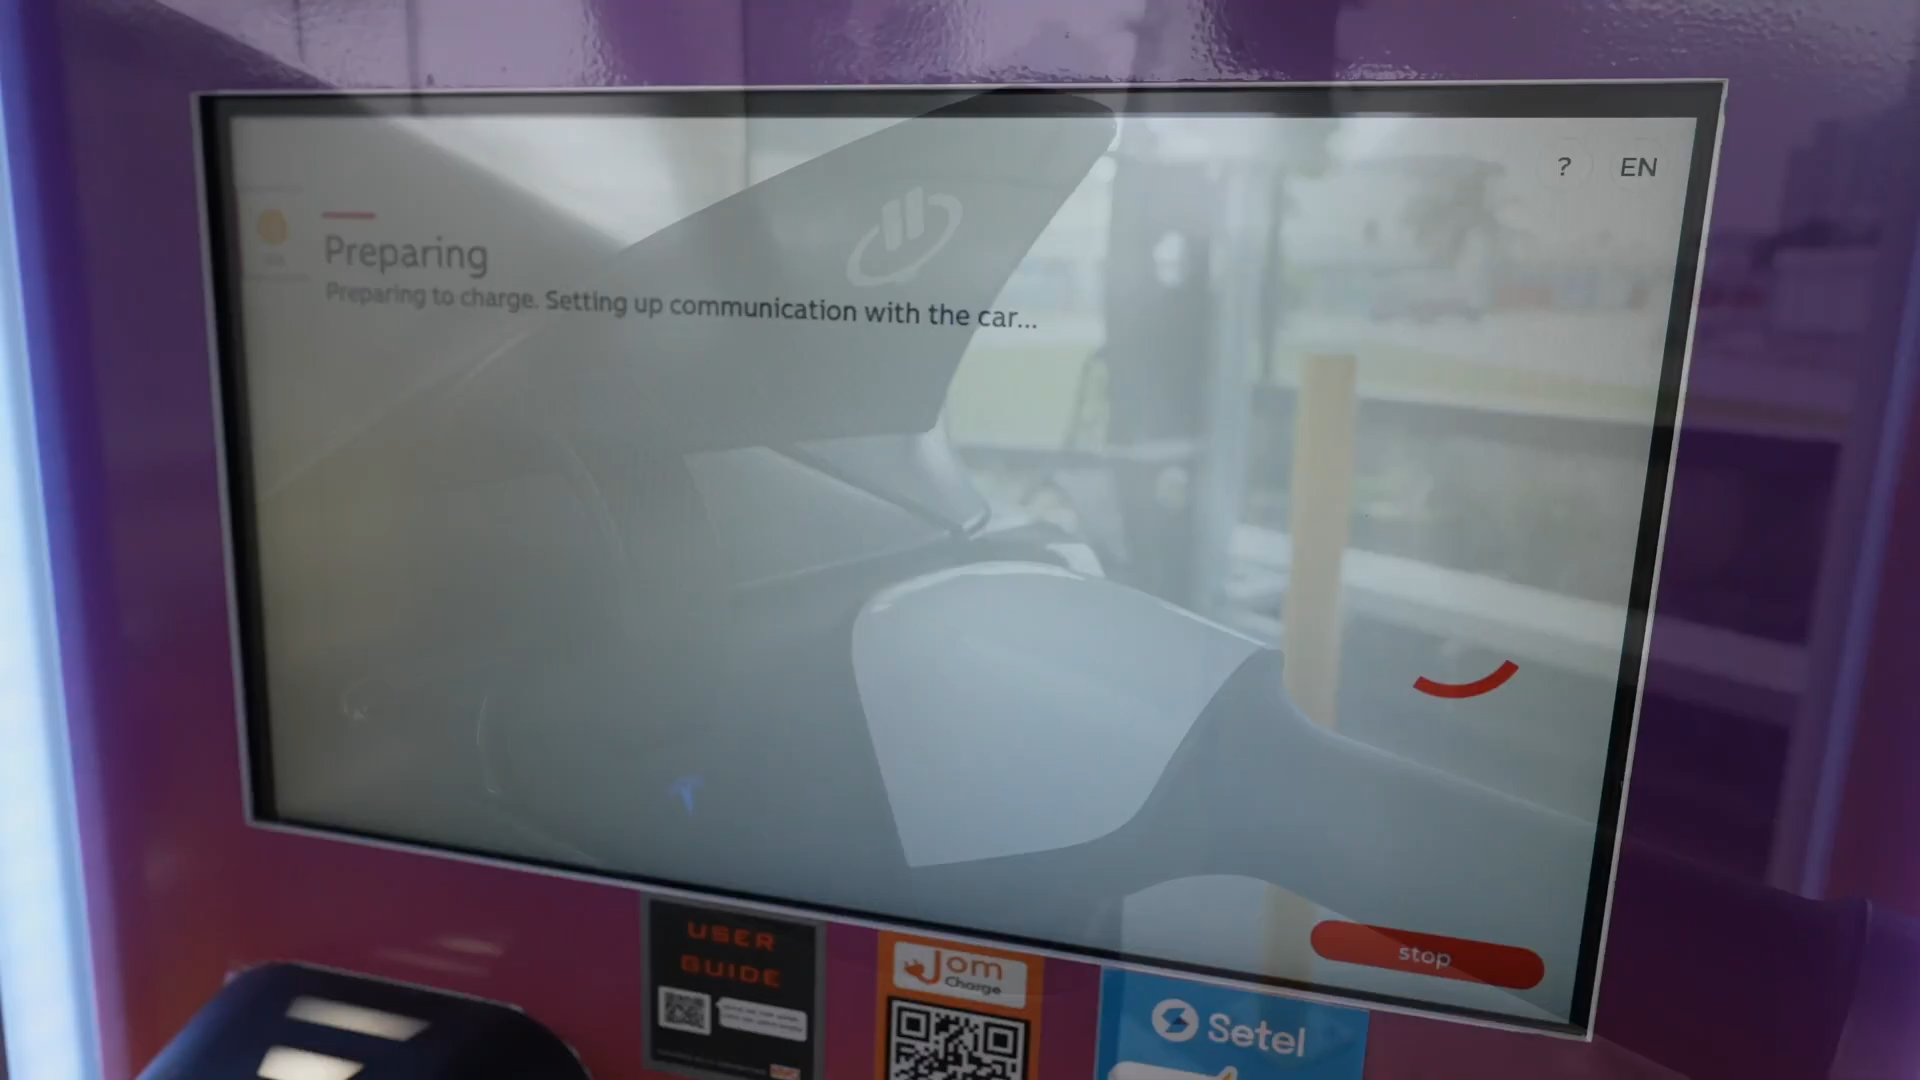 ? EN
Preparing
Preparing to charge. Setting up communication with the car...
stop
USER
GUIDE
Jom
Charge
Setel